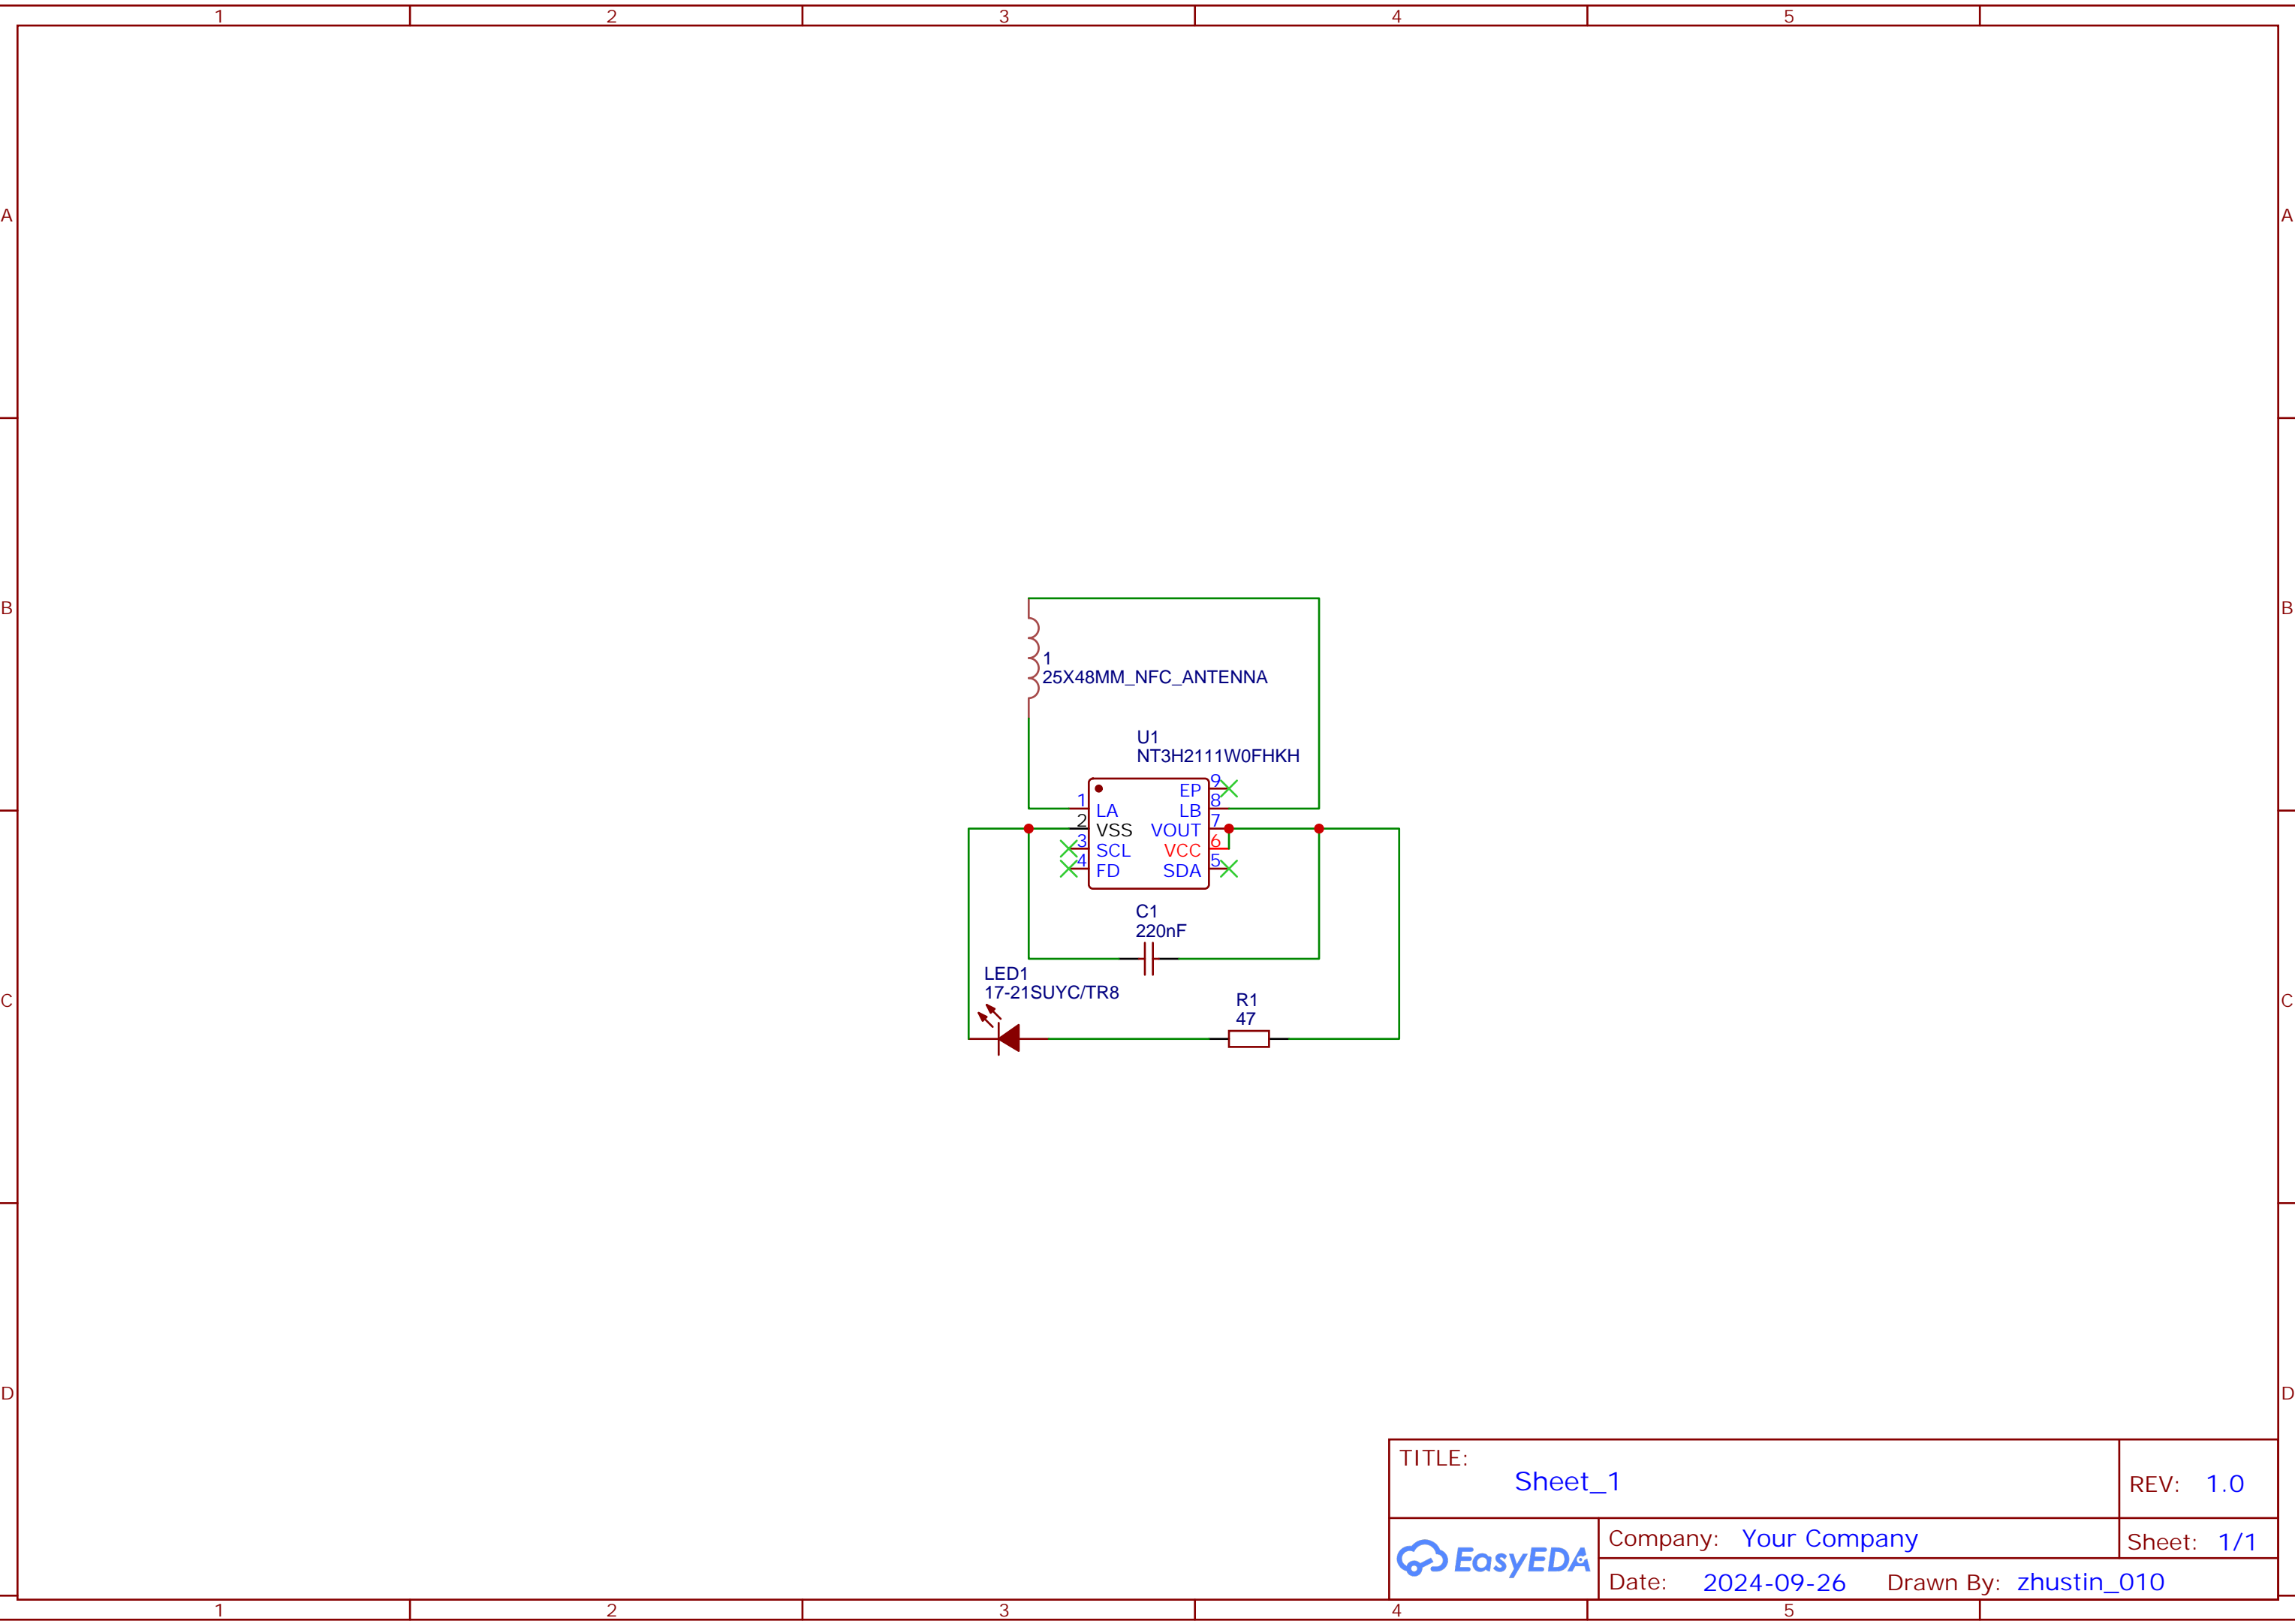 1 2 3 4 5
A A
B B
1
25X48MM_NFC_ANTENNA
U1
NT3H2111W0FHKH
9
EP
1 8
LA LB
2 7
VSS VOUT
3 6
SCL VCC
4 5
FD SDA
C1
220nF
LED1
17-21SUYC/TR8
C C
R1
47
D D
TITLE:
Sheet_1
REV: 1.0
EasyEDA
Company: Your Company
Sheet: 1/1
Date: 2024-09-26 Drawn By: zhustin_010
1 2 3 4 5